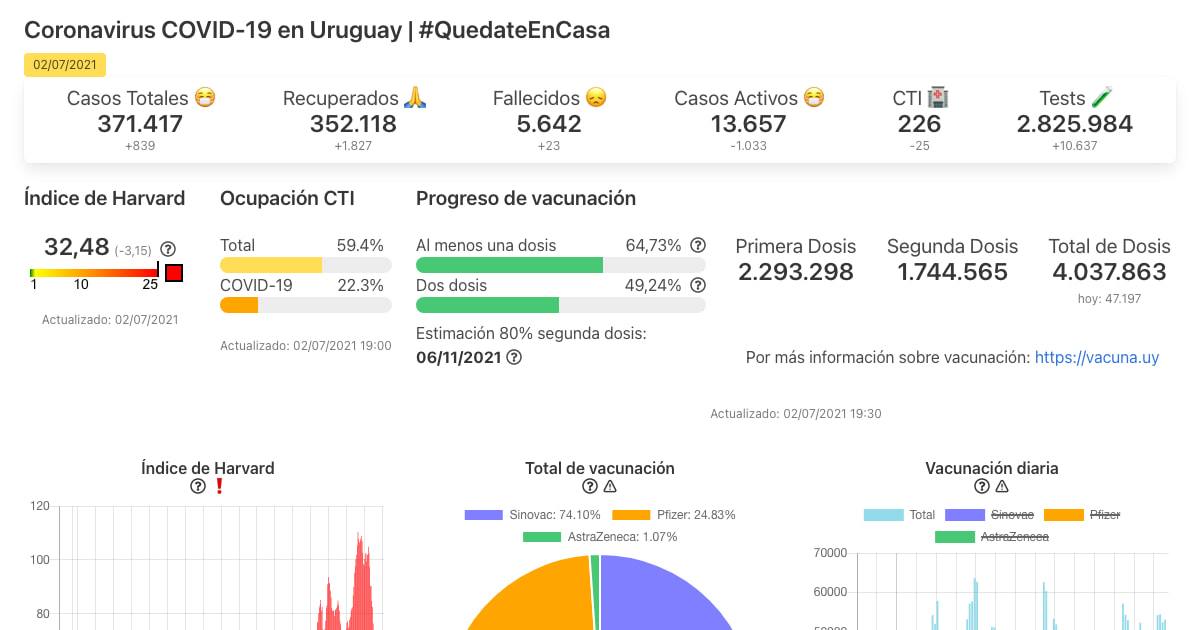 Coronavirus COVID-19 en Uruguay | #QuedateEnCasa
02/07/2021
Casos Totales
371.417
+839
Recuperados
352.118
+1.827
Fallecidos
5.642
+23
Casos Activos
13.657
-1.033
CTI
226
-25
Tests
2.825.984
+10.637
Índice de Harvard
32,48 (-3,15) ?
1 10 25
Actualizado: 02/07/2021
Ocupación CTI
Total 59.4%
COVID-19 22.3%
Actualizado: 02/07/2021 19:00
Progreso de vacunación
Al menos una dosis 64,73% ?
Dos dosis 49,24% ?
Estimación 80% segunda dosis:
06/11/2021 ?
Primera Dosis
2.293.298
Segunda Dosis
1.744.565
Total de Dosis
4.037.863
hoy: 47.197
Por más información sobre vacunación: https://vacuna.uy
Actualizado: 02/07/2021 19:30
Índice de Harvard
? !
120
100
80
Total de vacunación
?
Sinovac: 74.10% Pfizer: 24.83%
AstraZeneca: 1.07%
Vacunación diaria
?
Total Sinovac Pfizer
AstraZeneca
70000
60000
50000